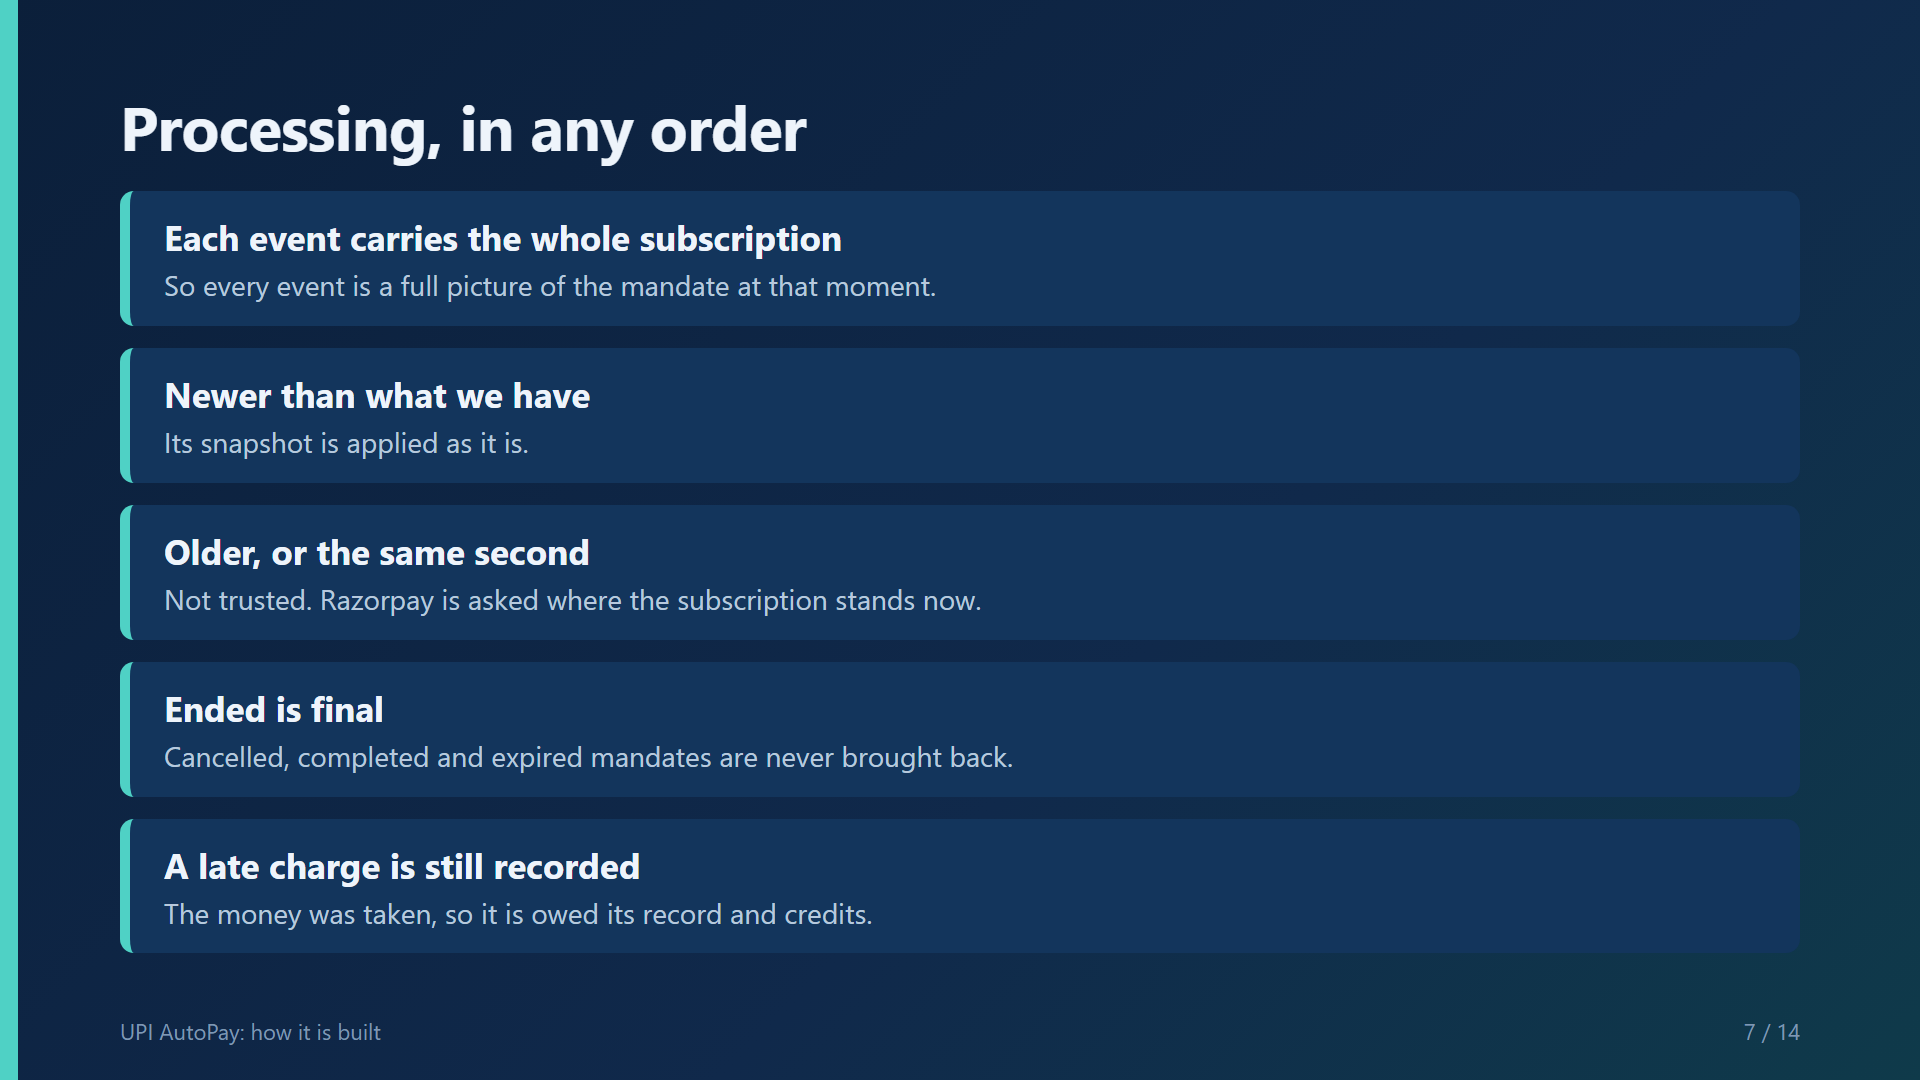 Processing, in any order
Each event carries the whole subscription
So every event is a full picture of the mandate at that moment.
Newer than what we have
Its snapshot is applied as it is.
Older, or the same second
Not trusted. Razorpay is asked where the subscription stands now.
Ended is final
Cancelled, completed and expired mandates are never brought back.
A late charge is still recorded
The money was taken, so it is owed its record and credits.
UPI AutoPay: how it is built
7 / 14